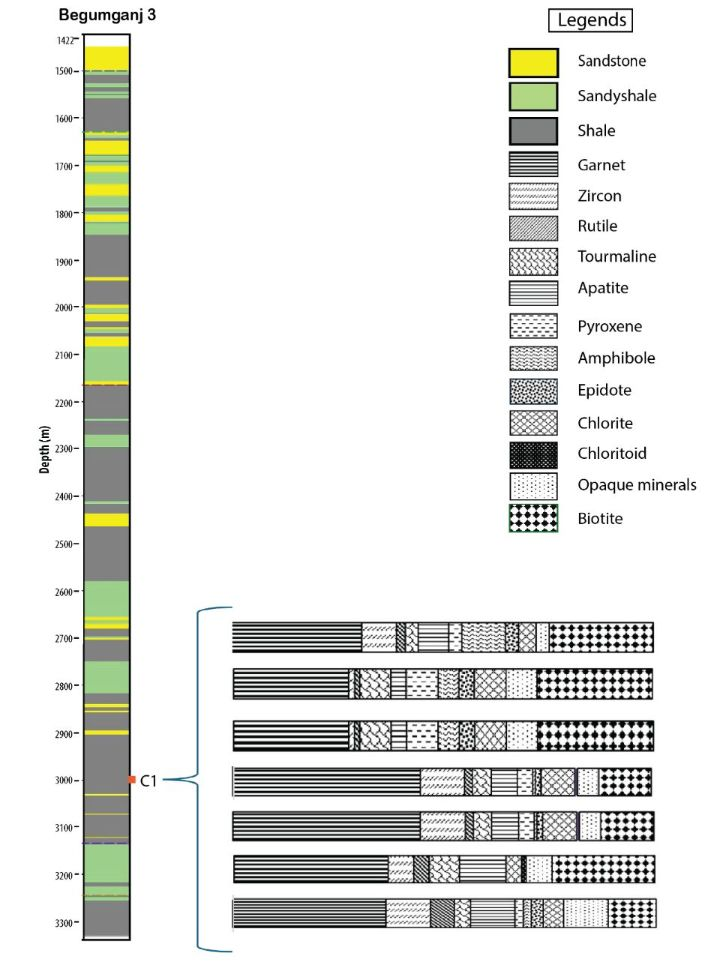 Begumganj 3
Legends
1422
1500
1600
1700
1800
1900
2000
2100
2200
2300
2400
2500
2600
2700
2800
2900
3000
3100
3200
3300
Depth (m)
C1
Sandstone
Sandyshale
Shale
Garnet
Zircon
Rutile
Tourmaline
Apatite
Pyroxene
Amphibole
Epidote
Chlorite
Chloritoid
Opaque minerals
Biotite